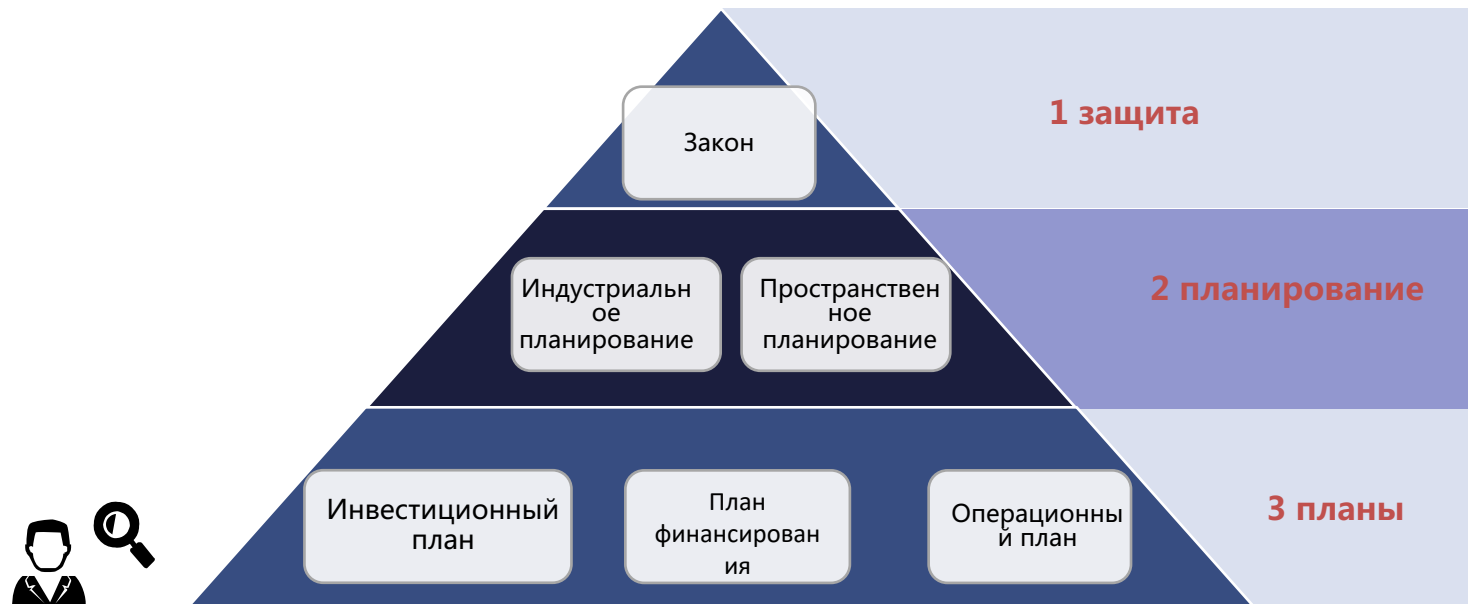 1 защита
Закон
2 планирование
Индустриальн
ое
планирование
Пространствен
ное
планирование
3 планы
Инвестиционный
план
План
финансирован
ия
Операционны
й план